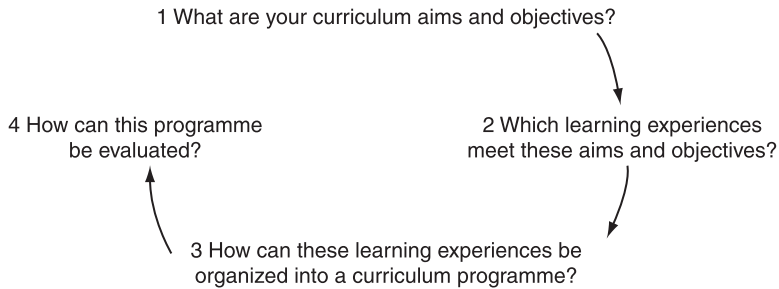 1 What are your curriculum aims and objectives?
2 Which learning experiences
meet these aims and objectives?
3 How can these learning experiences be
organized into a curriculum programme?
4 How can this programme
be evaluated?